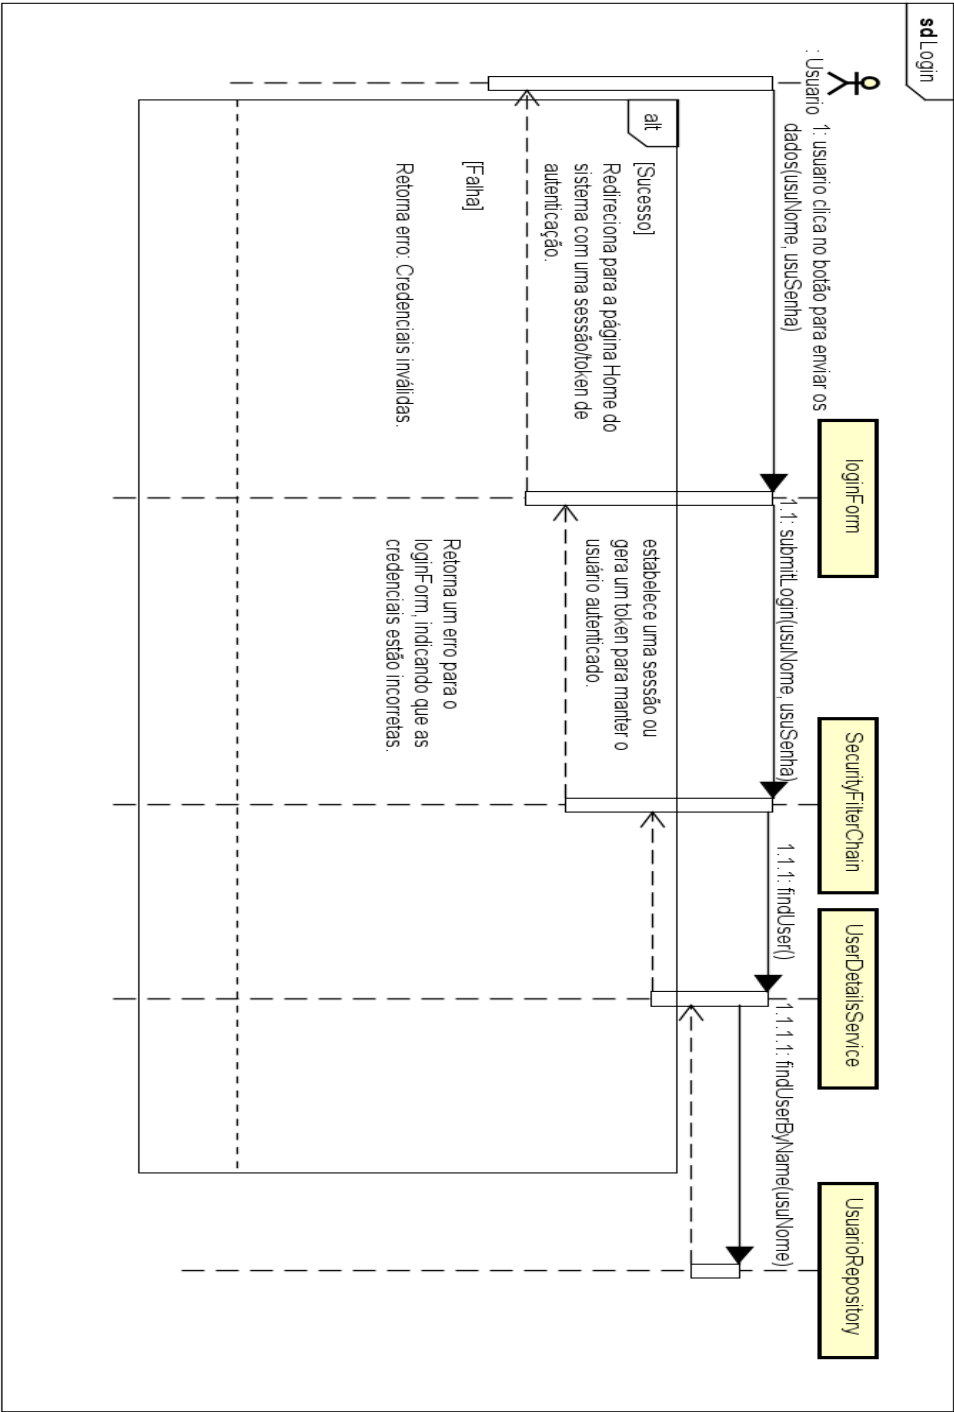 sd Login
: Usuario
1: usuario clica no botão para enviar os
dados(usuNome, usuSenha)
loginForm
1.1: submitLogin(usuNome, usuSenha)
SecurityFilterChain
1.1.1: findUser()
UserDetailsService
1.1.1.1: findUserByName(usuNome)
UsuarioRepository
alt
[Sucesso]
Redireciona para a página Home do
sistema com uma sessão/token de
autenticação.
estabelece uma sessão ou
gera um token para manter o
usuário autenticado.
[Falha]
Retorna erro: Credenciais inválidas.
Retorna um erro para o
loginForm, indicando que as
credenciais estão incorretas.